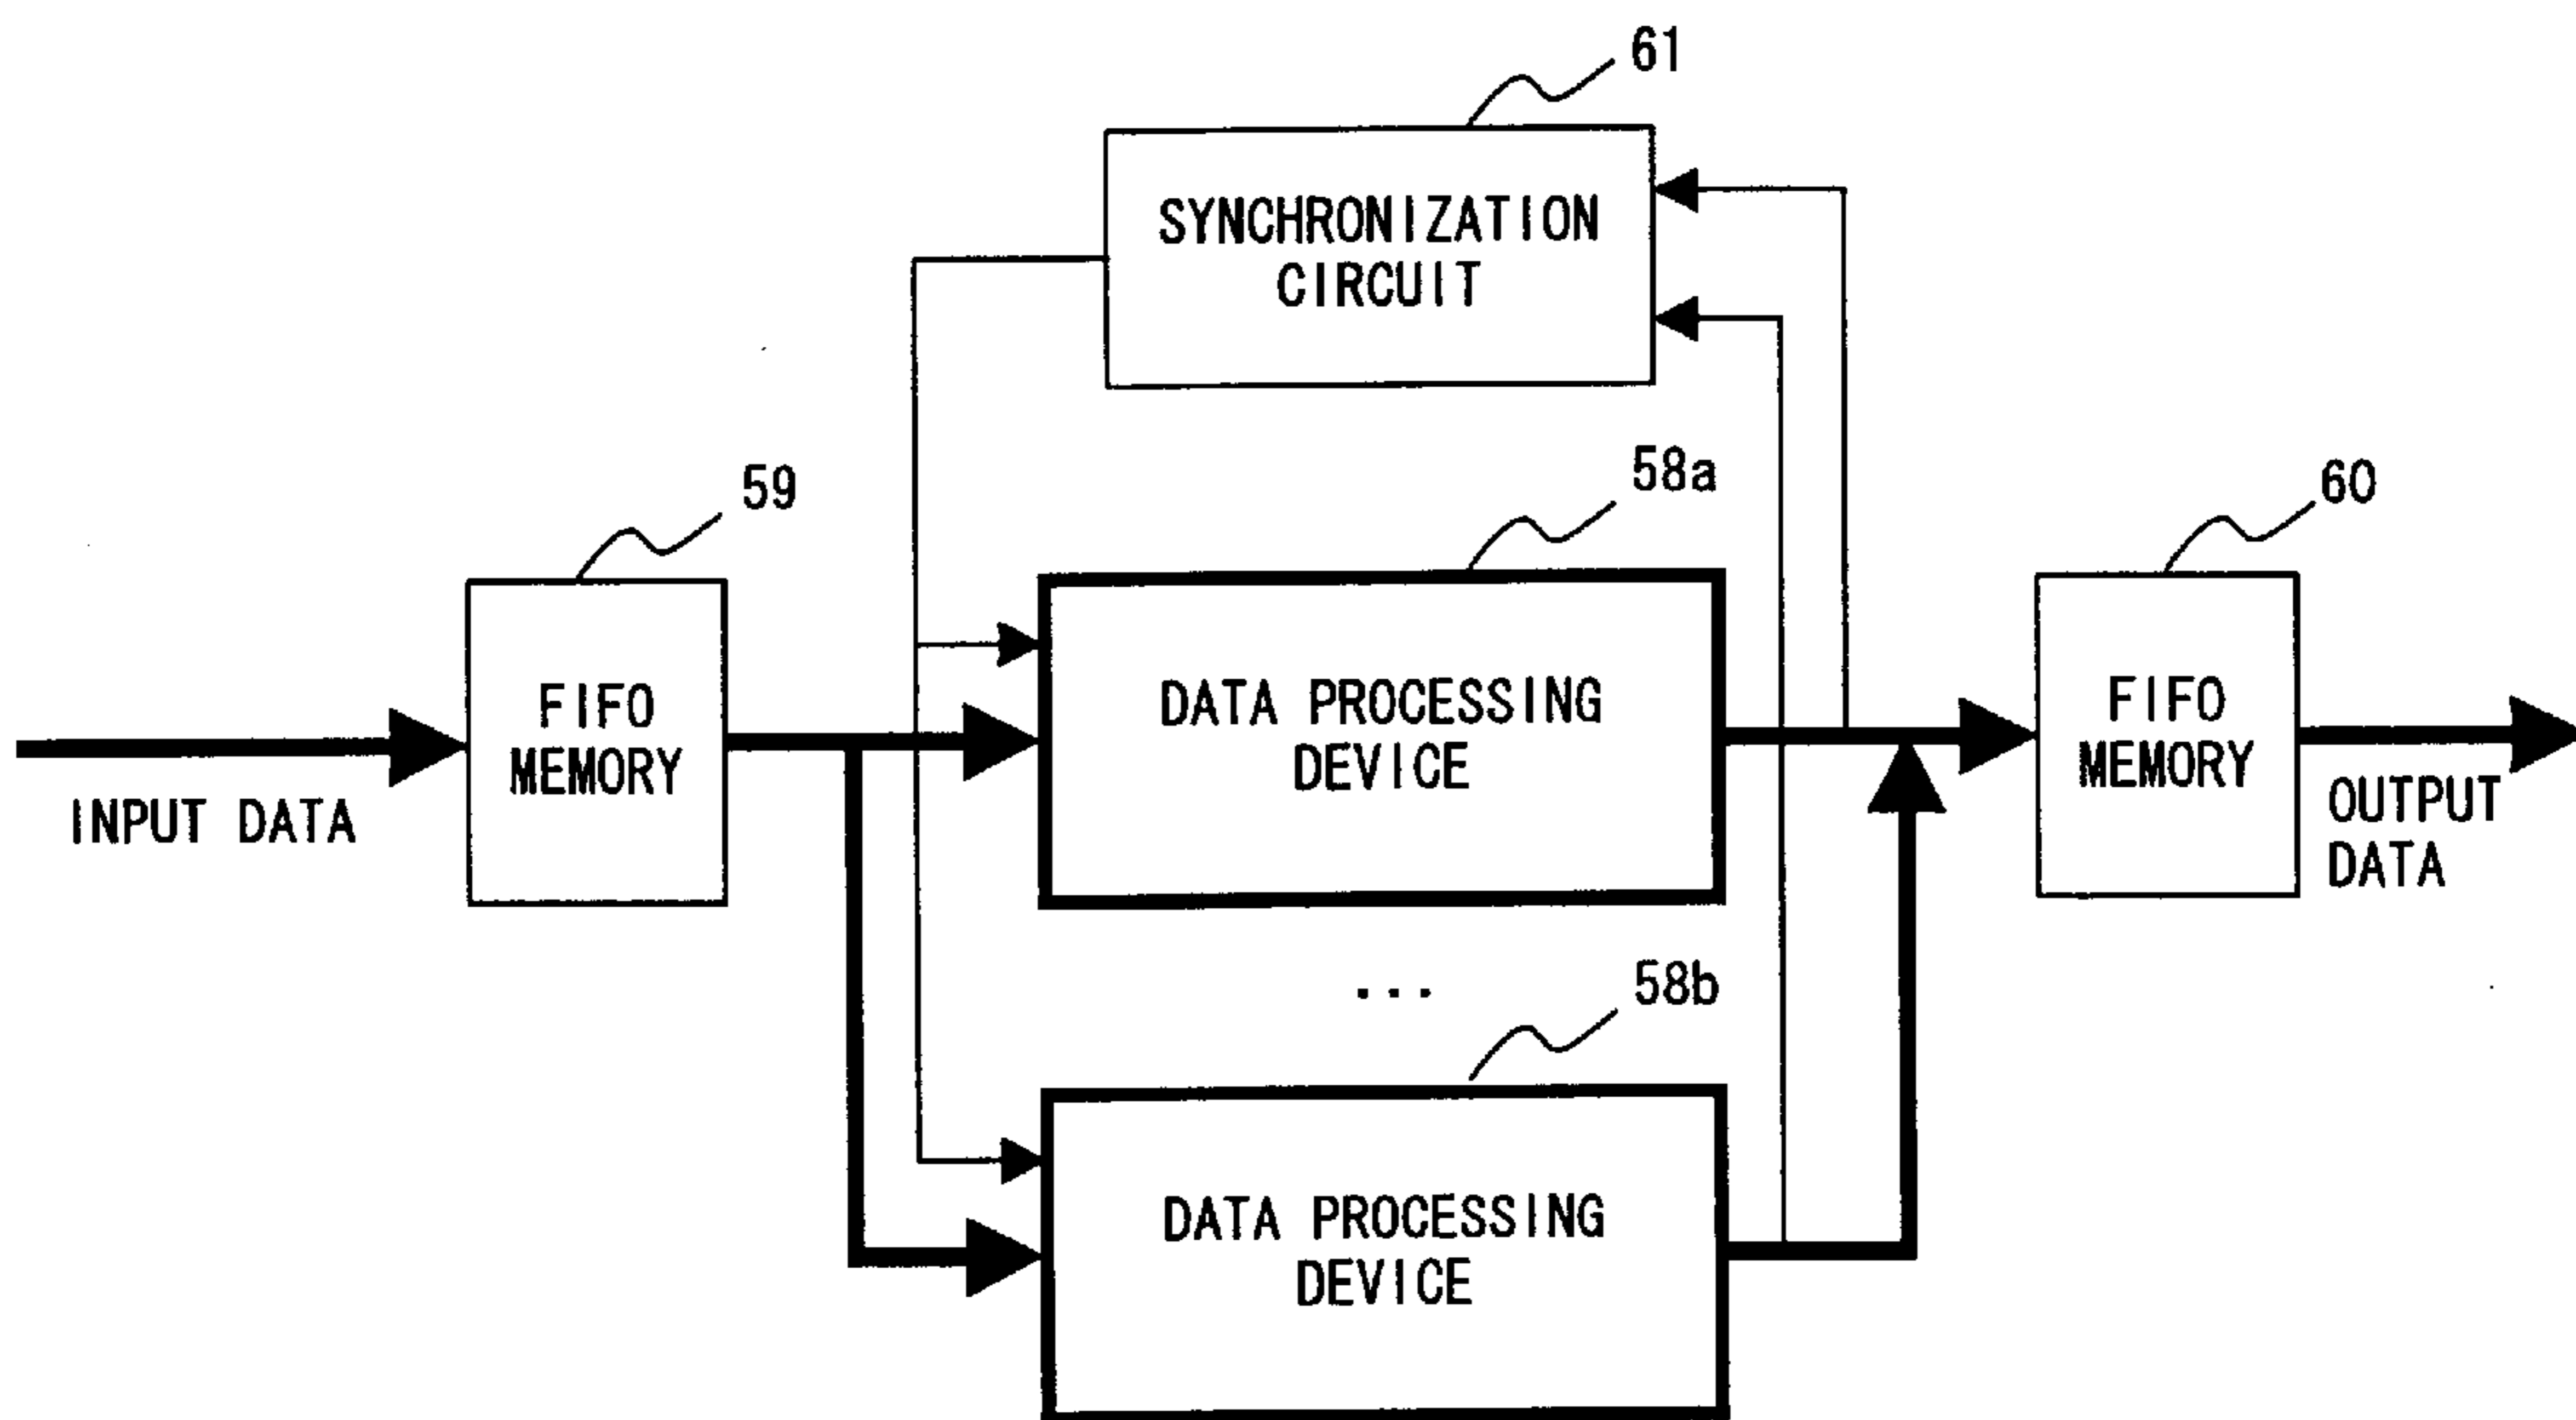 61
SYNCHRONIZATION
CIRCUIT
59
58a
60
FIFO
MEMORY
DATA PROCESSING
DEVICE
FIFO
MEMORY
INPUT DATA
OUTPUT
DATA
...
58b
DATA PROCESSING
DEVICE